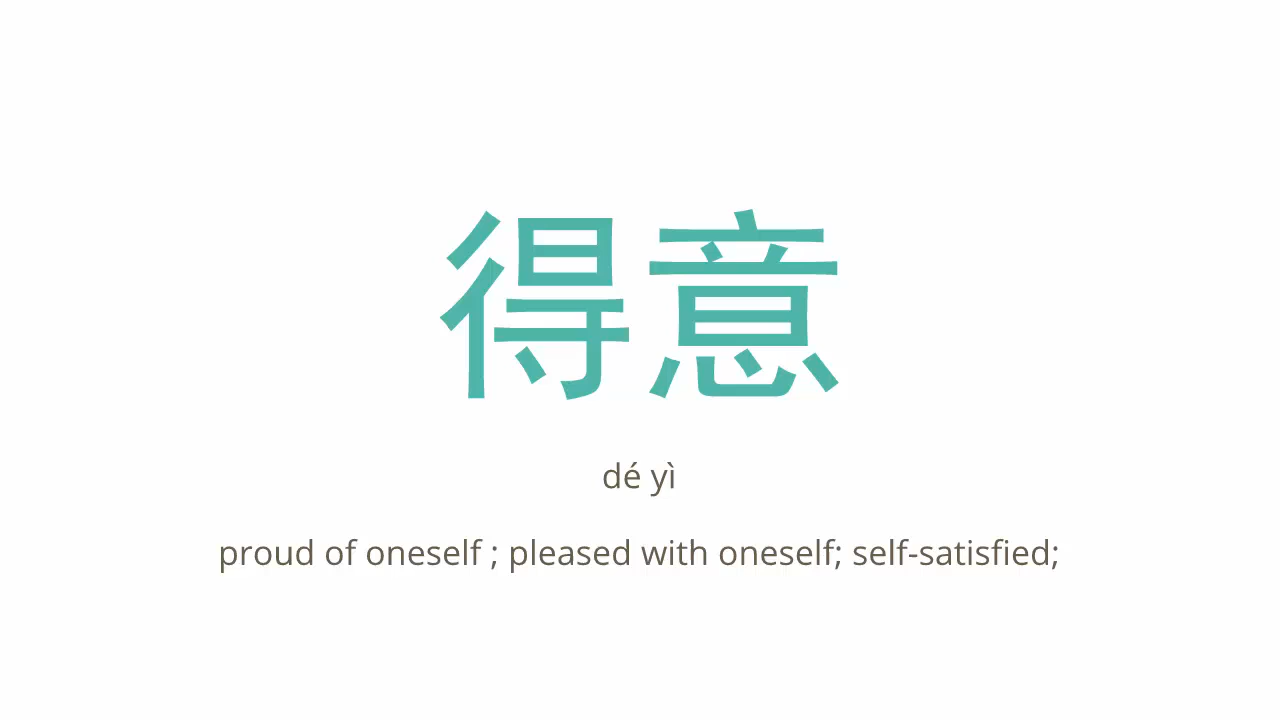 得意
dé yì
proud of oneself ; pleased with oneself; self-satisfied;